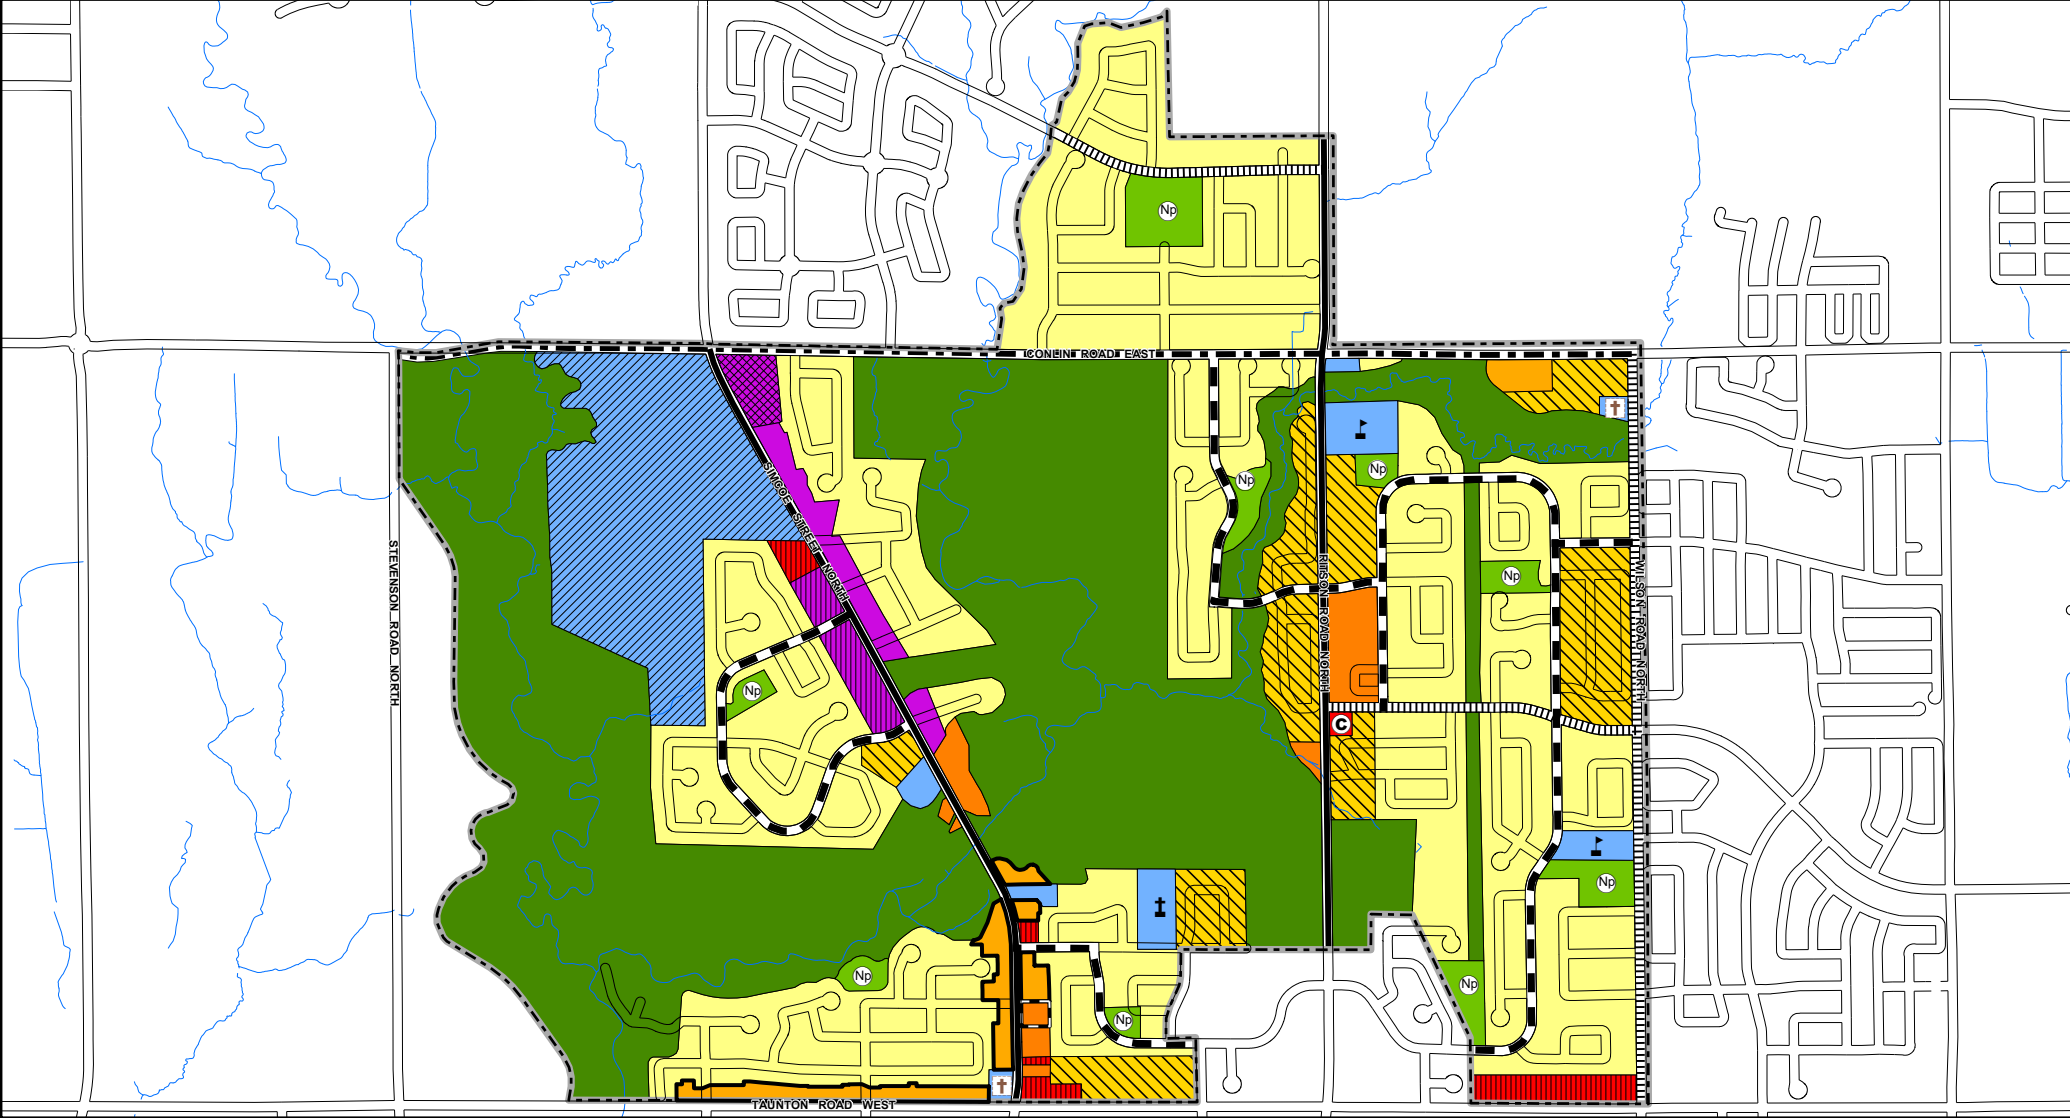 Np
CONLIN ROAD EAST
Np
Np
SIMCOE STREET NORTH
STEVENSON ROAD NORTH
RITSON ROAD NORTH
WILSON ROAD NORTH
Np
Np
C
Np
Np
Np
Np
TAUNTON ROAD WEST